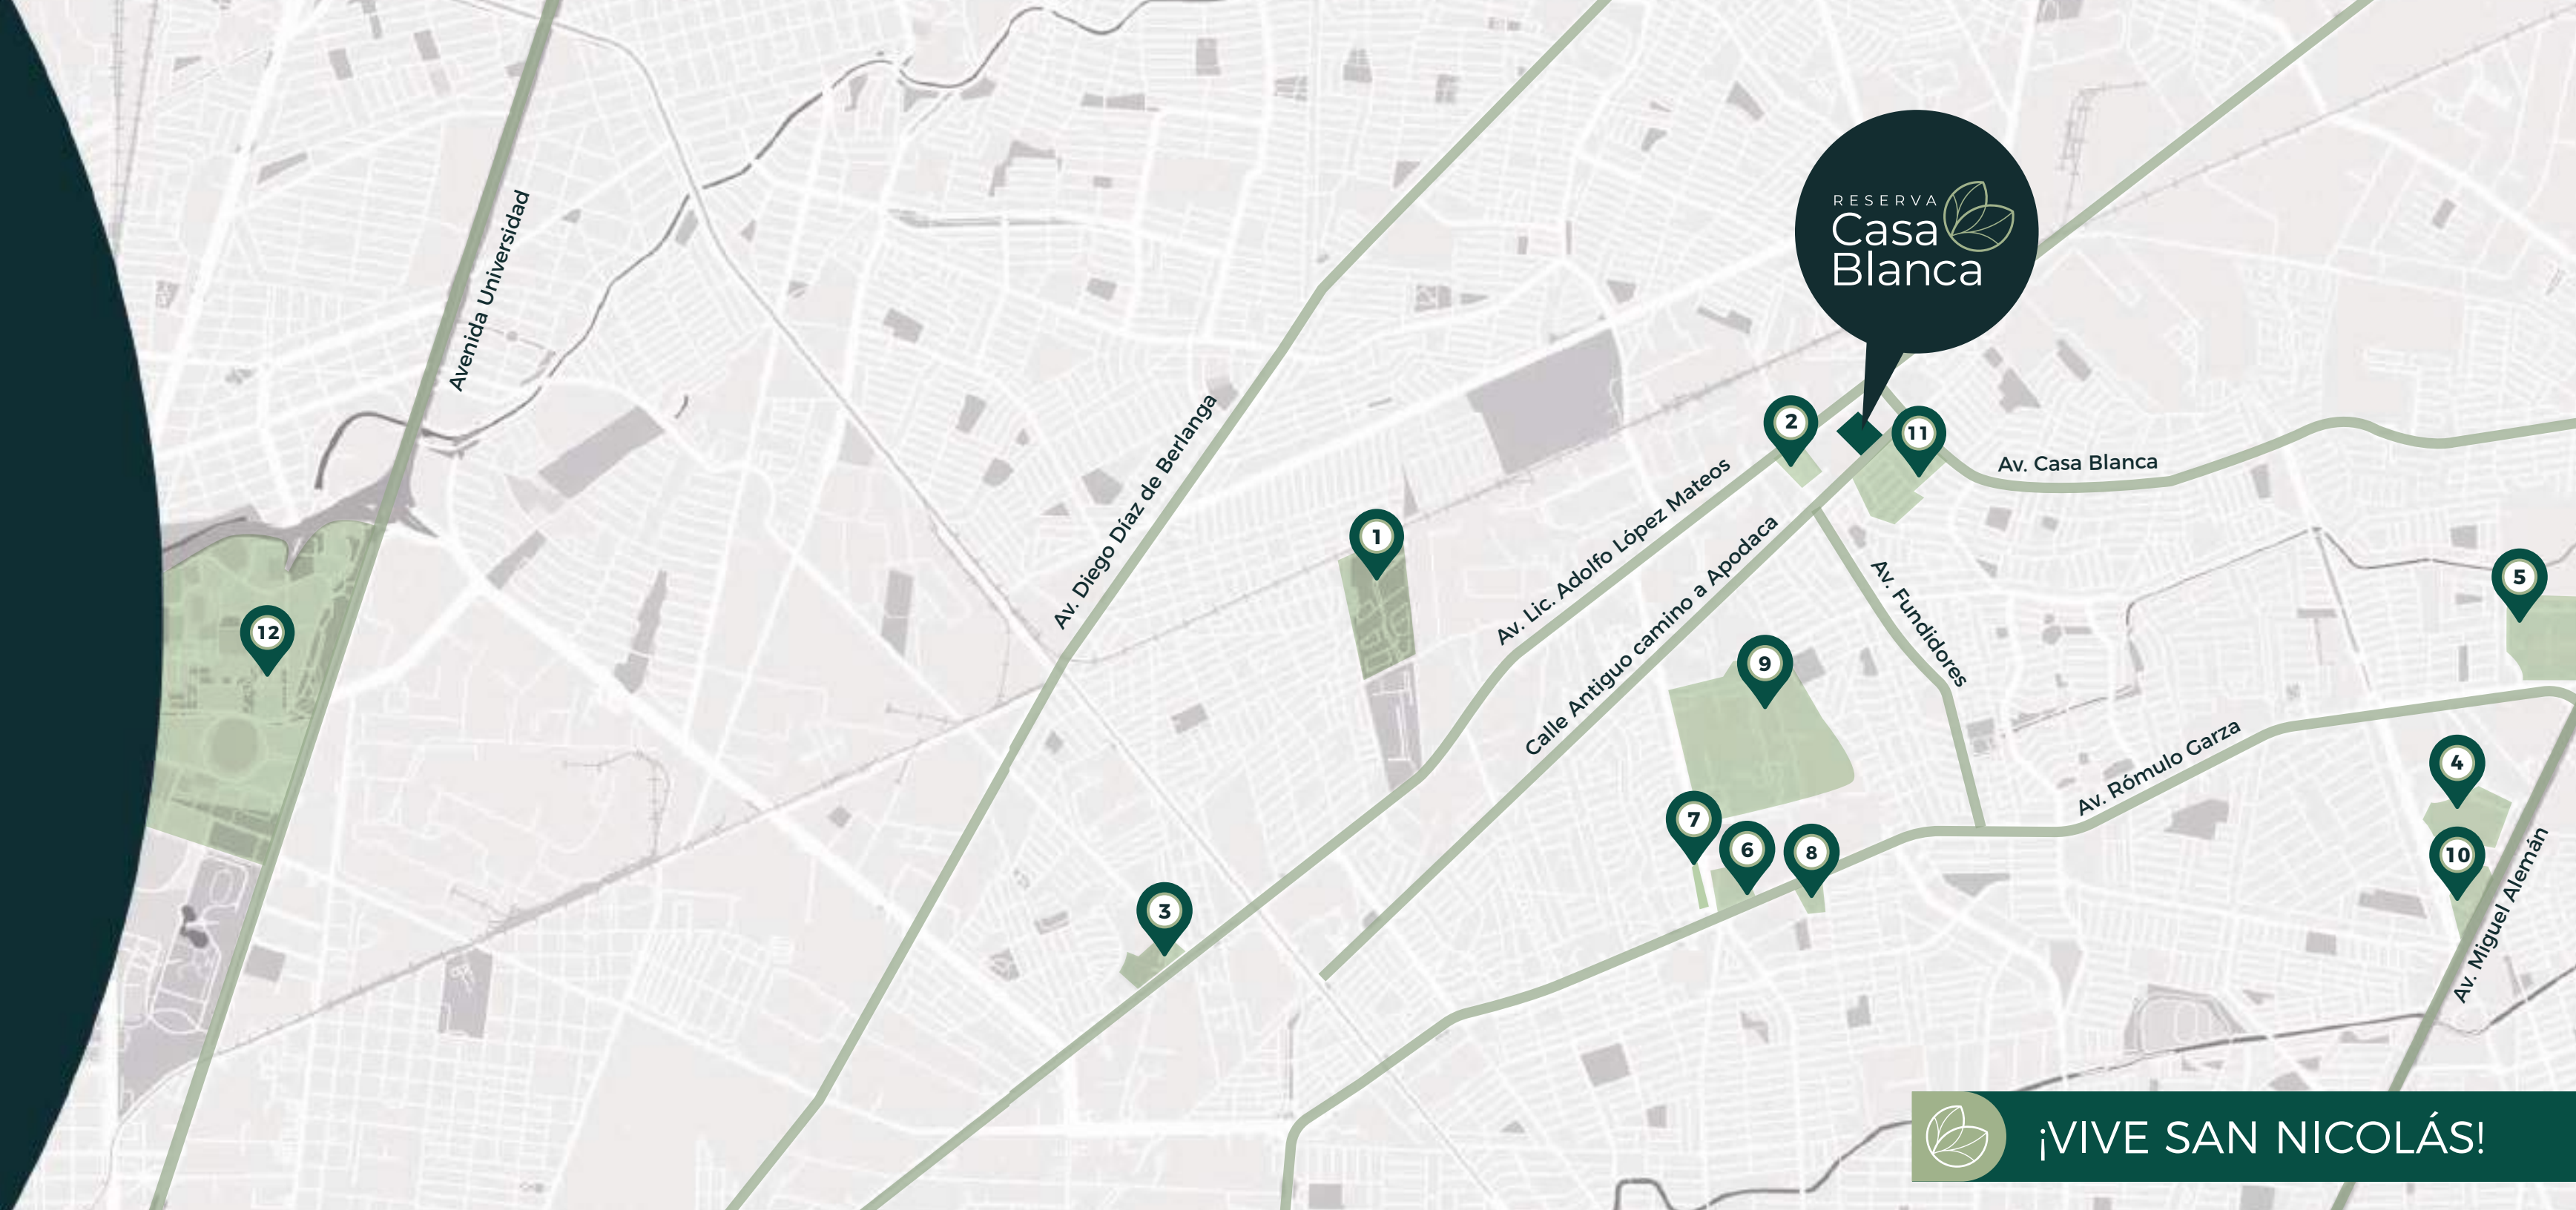 RESERVA
Casa
Blanca
Avenida Universidad
Av. Diego Díaz de Berlanga
2
11
Av. Casa Blanca
Av. Lic. Adolfo López Mateos
1
Calle Antiguo camino a Apodaca
Av. Fundidores
5
12
9
Av. Rómulo Garza
4
7
6
8
10
Av. Miguel Alemán
3
¡VIVE SAN NICOLÁS!